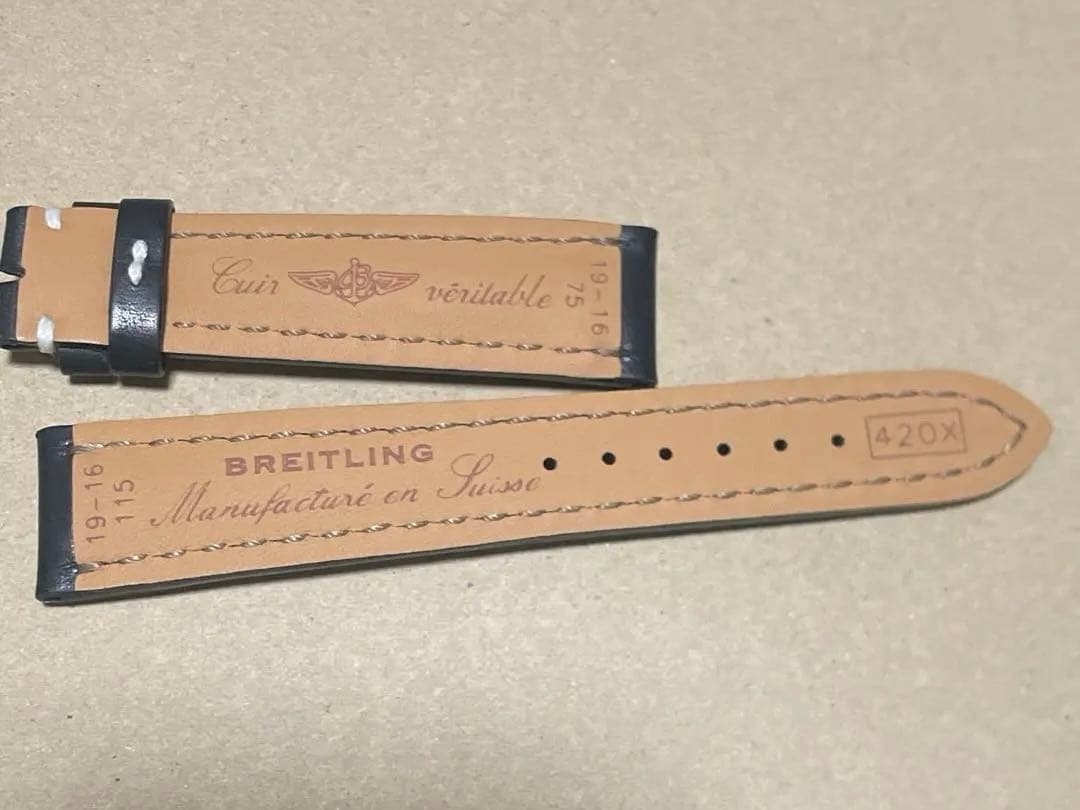 Cuir B véritable
19-16
75
BREITLING
Manufacturé en Suisse
19-16
115
420X